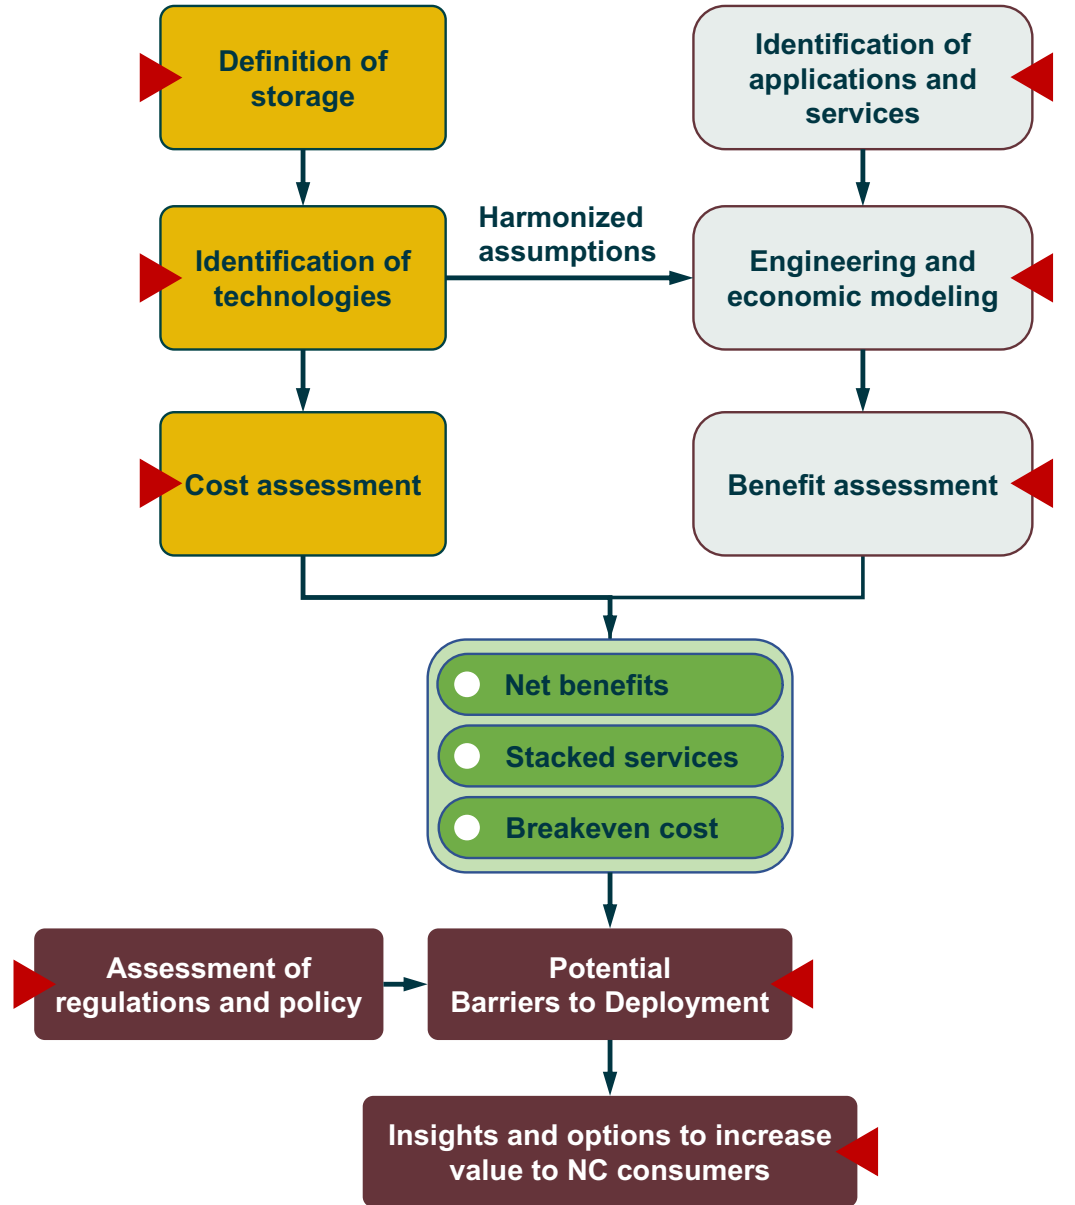 Definition of
storage
Identification of
applications and
services
Identification of
technologies
Harmonized
assumptions
Engineering and
economic modeling
Cost assessment
Benefit assessment
Net benefits
Stacked services
Breakeven cost
Assessment of
regulations and policy
Potential
Barriers to Deployment
Insights and options to increase
value to NC consumers